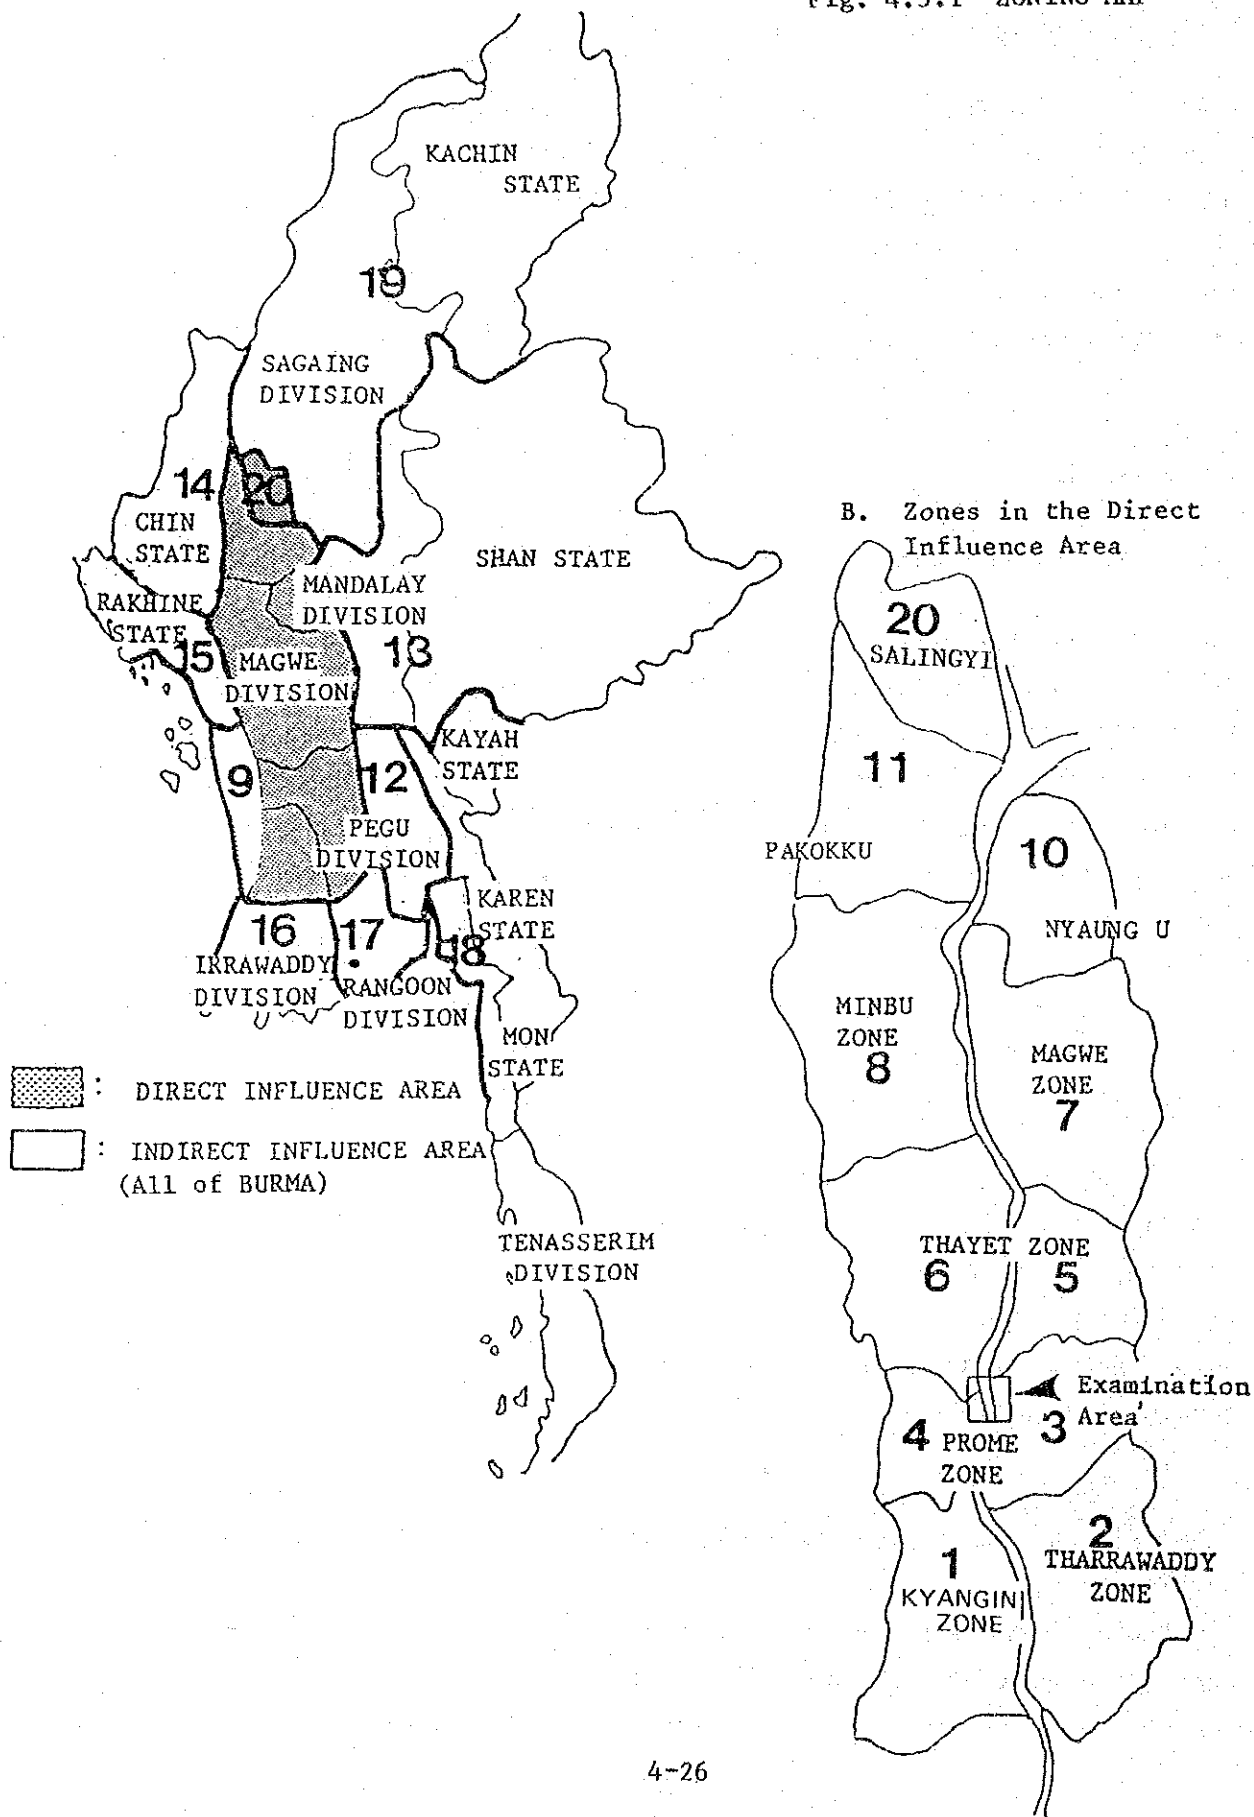 Fig. 4.3.1 ZONING MAP
KACHIN
STATE
19
SAGAING
DIVISION
14
20
CHIN
STATE
SHAN STATE
MANDALAY
DIVISION
RAKHINE
STATE
15
13
MAGWE
DIVISION
KAYAH
STATE
9
12
PEGU
DIVISION
KAREN
STATE
16
17
18
IRRAWADDY
DIVISION
RANGOON
DIVISION
MON
STATE
: DIRECT INFLUENCE AREA
: INDIRECT INFLUENCE AREA
(All of BURMA)
TENASSERIM
DIVISION
B. Zones in the Direct
Influence Area
20
SALINGYI
11
PAKOKKU
10
NYAUNG U
MINBU
ZONE
8
MAGWE
ZONE
7
THAYET ZONE
6
5
Examination
Area
4
PROME
ZONE
3
1
KYANGIN
ZONE
2
THARRAWADDY
ZONE
4-26